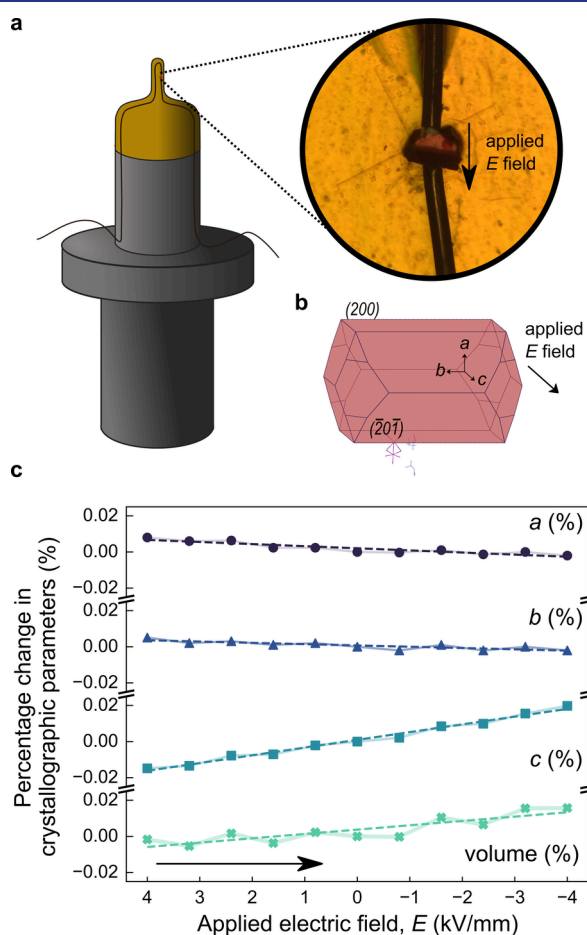 a
applied
E field
b
(200)
a
b
c
applied
E field
(2̅01̅)
c
Percentage change in
crystallographic parameters (%)
0.02
0.00
−0.02
a (%)
0.02
0.00
−0.02
b (%)
0.02
0.00
−0.02
c (%)
0.02
0.00
−0.02
volume (%)
4 3 2 1 0 −1 −2 −3 −4
Applied electric field, E (kV/mm)